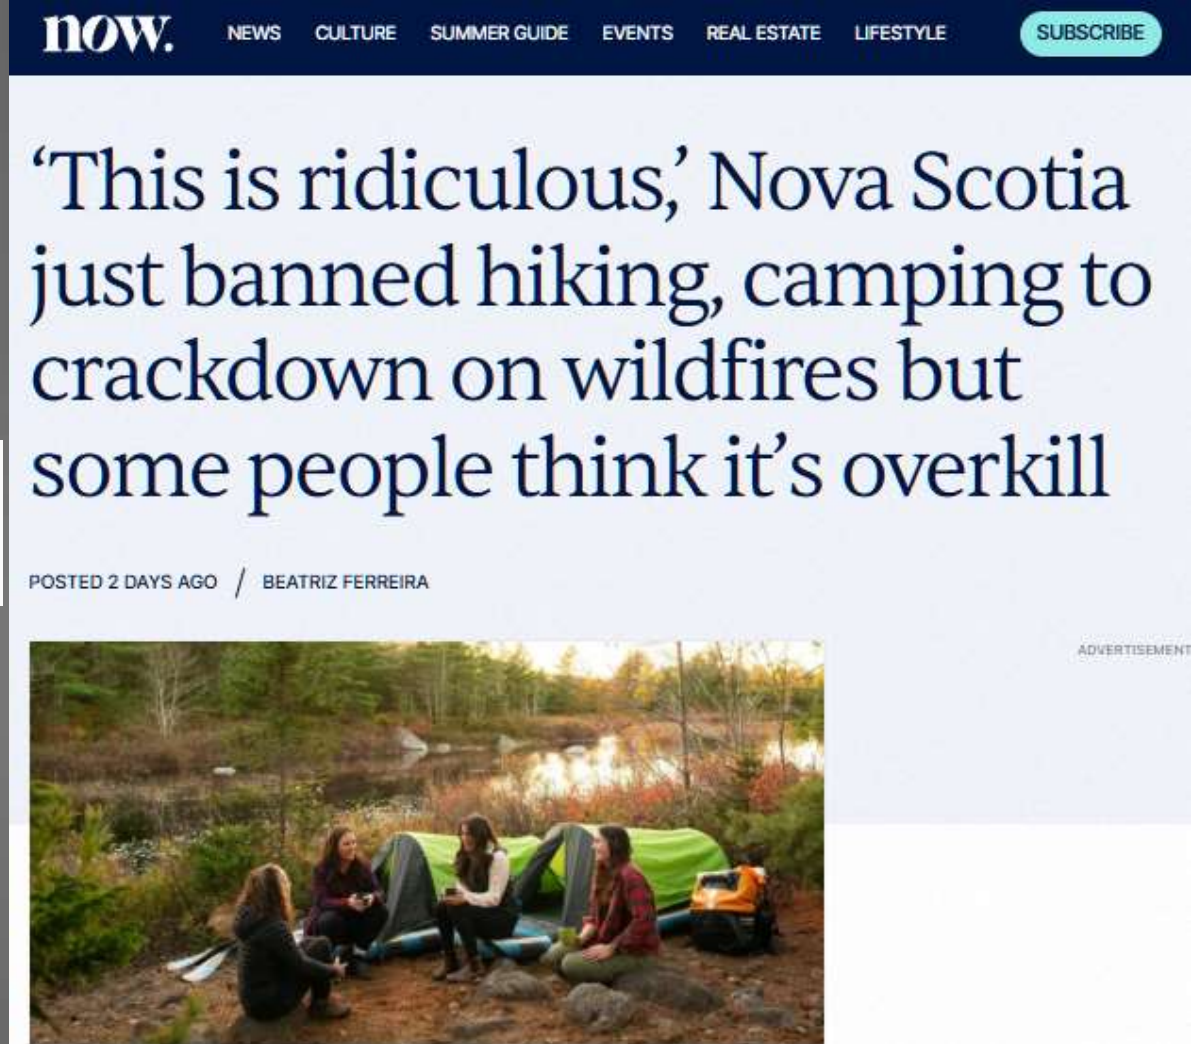 now.
NEWS CULTURE SUMMER GUIDE EVENTS REAL ESTATE LIFESTYLE SUBSCRIBE
‘This is ridiculous,’ Nova Scotia
just banned hiking, camping to
crackdown on wildfires but
some people think it’s overkill
POSTED 2 DAYS AGO / BEATRIZ FERREIRA
ADVERTISEMENT